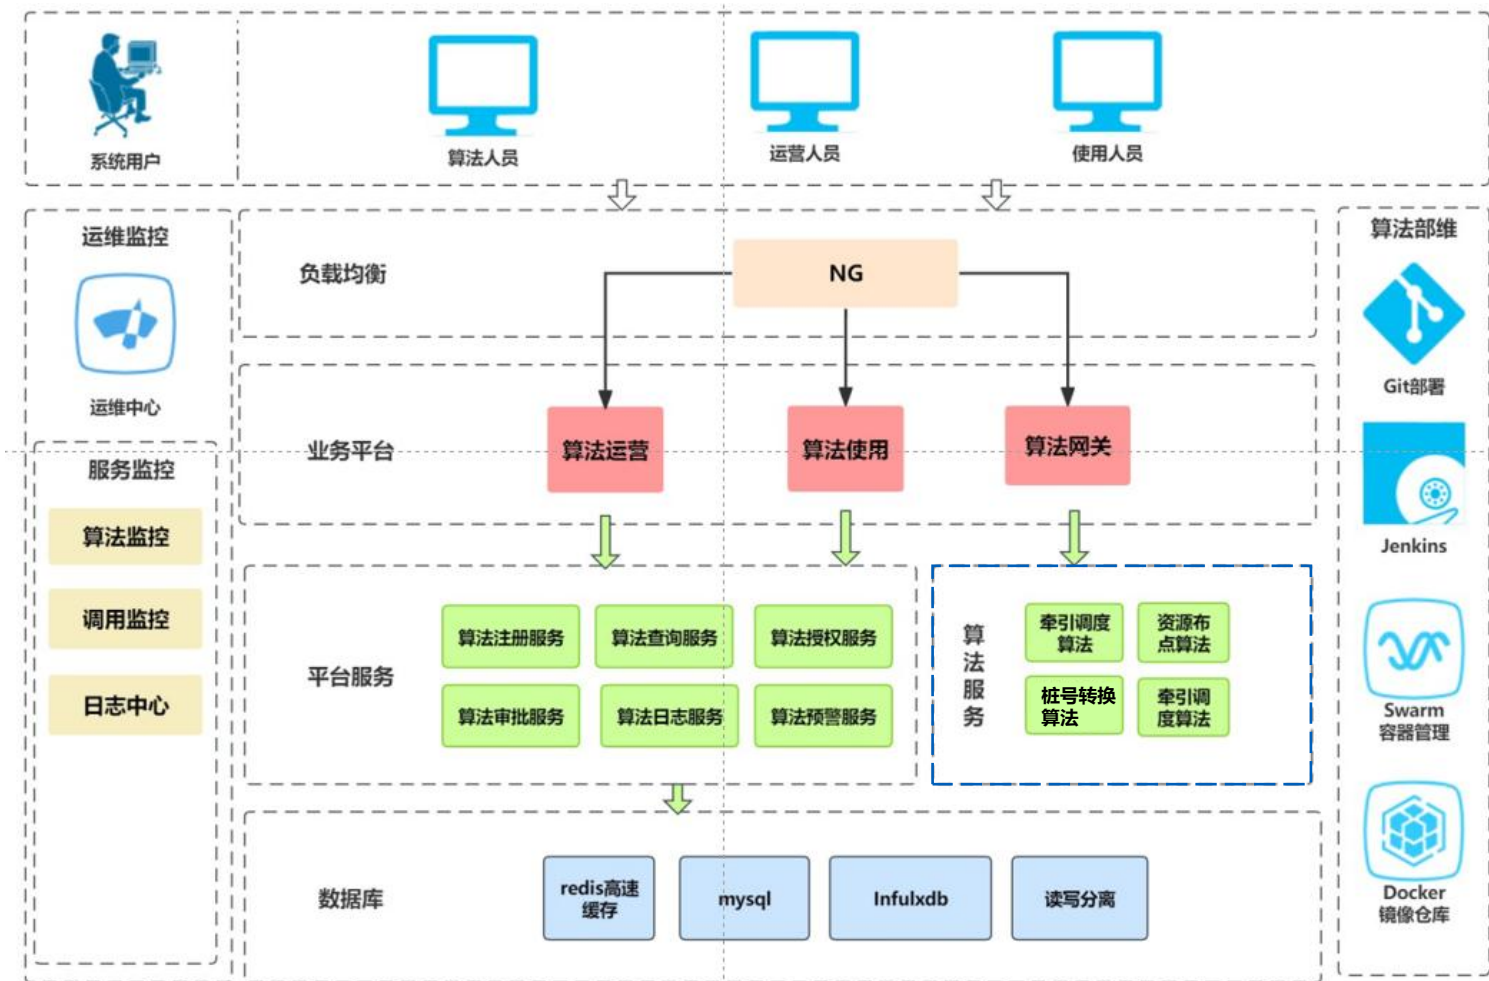 系统用户
算法人员
运营人员
使用人员
运维监控
运维中心
服务监控
算法监控
调用监控
日志中心
负载均衡
NG
业务平台
算法运营
算法使用
算法网关
平台服务
算法注册服务
算法查询服务
算法授权服务
算法审批服务
算法日志服务
算法预警服务
算
法
服
务
牵引调度
算法
资源布
点算法
桩号转换
算法
牵引调
度算法
数据库
redis高速
缓存
mysql
Infulxdb
读写分离
算法部维
Git部署
Jenkins
Swarm
容器管理
Docker
镜像仓库